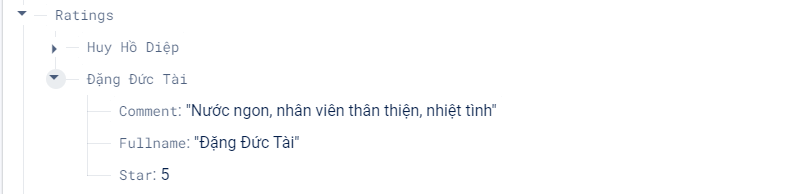 Ratings
Huy Hồ Diệp
Đặng Đức Tài
Comment: "Nước ngon, nhân viên thân thiện, nhiệt tình"
Fullname: "Đặng Đức Tài"
Star: 5